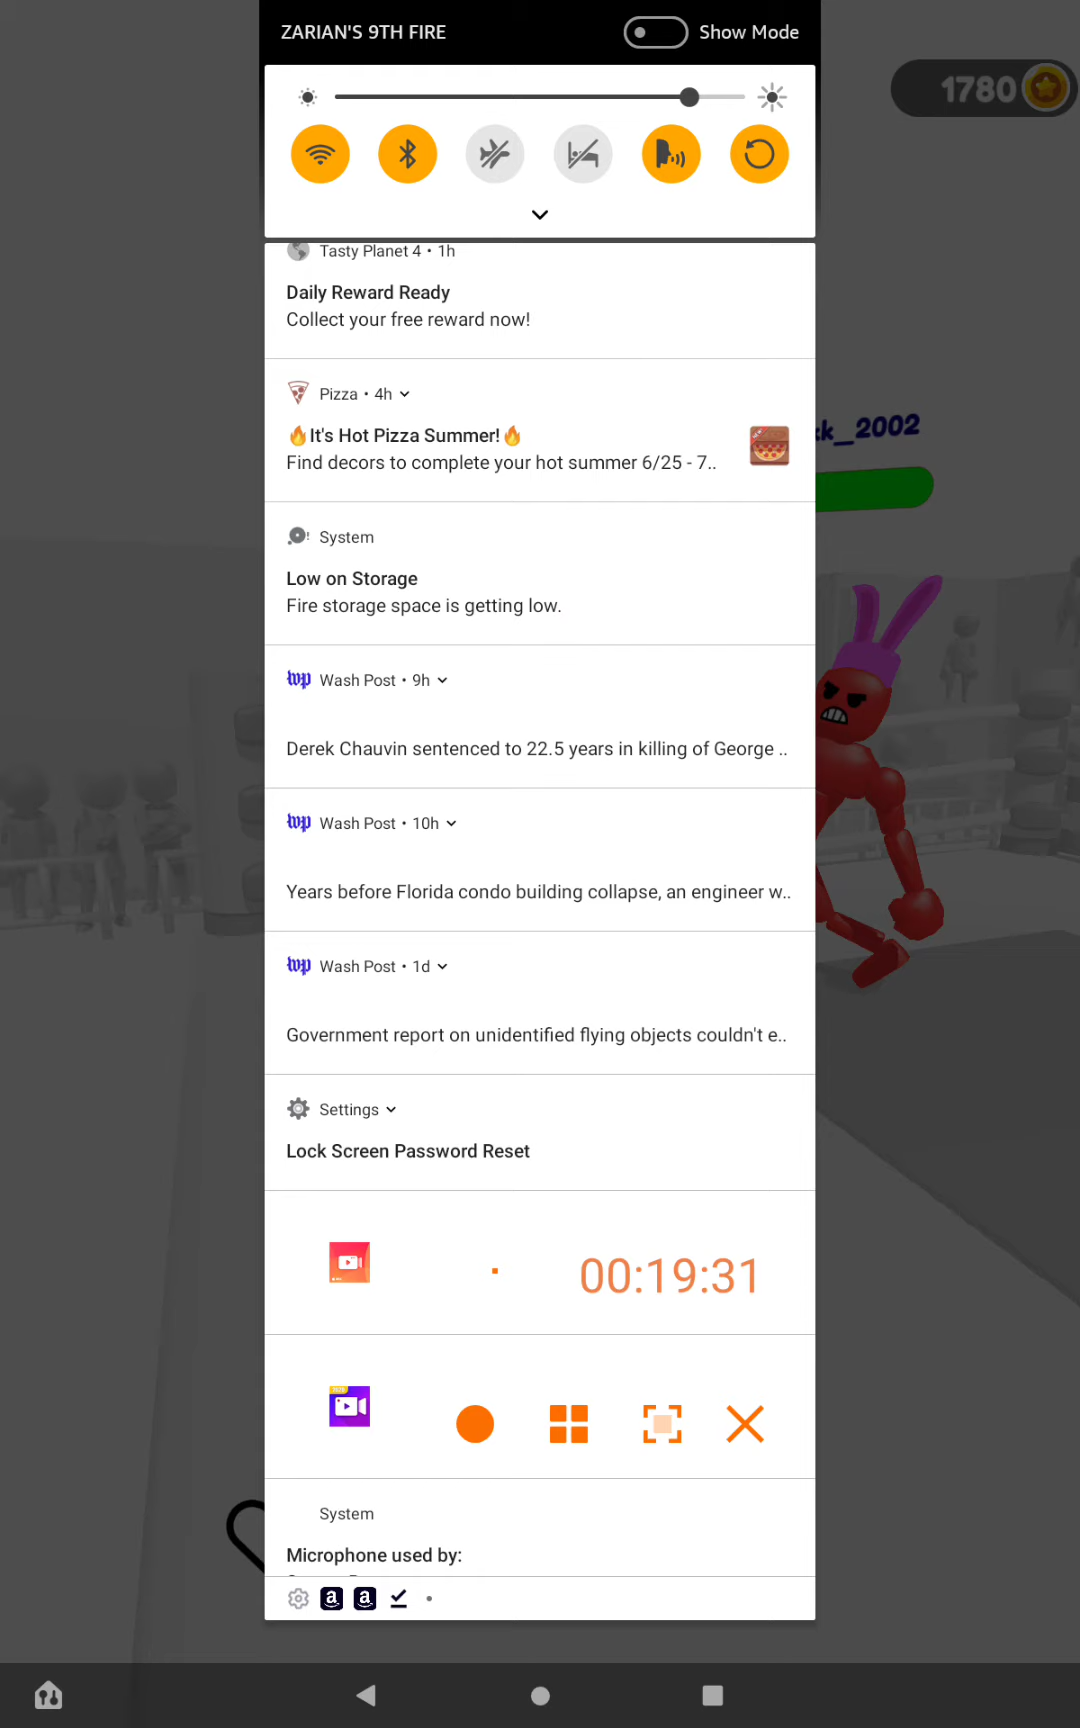 ZARIAN'S 9TH FIRE
Show Mode
1780
Tasty Planet 4 • 1h
Daily Reward Ready
Collect your free reward now!
Pizza • 4h
🔥It's Hot Pizza Summer!🔥
Find decors to complete your hot summer 6/25 - 7..
k_2002
System
Low on Storage
Fire storage space is getting low.
wp Wash Post • 9h
Derek Chauvin sentenced to 22.5 years in killing of George ..
wp Wash Post • 10h
Years before Florida condo building collapse, an engineer w..
wp Wash Post • 1d
Government report on unidentified flying objects couldn't e..
Settings
Lock Screen Password Reset
00:19:31
System
Microphone used by:
a a